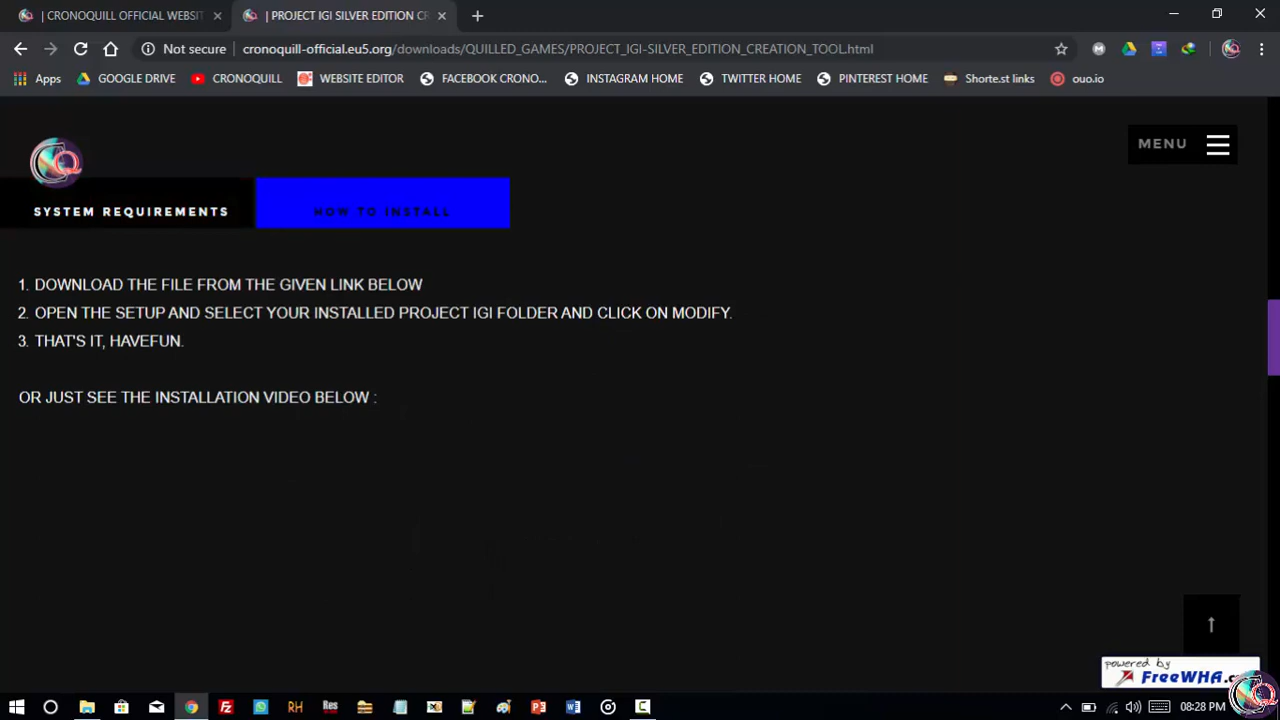 | CRONOQUILL OFFICIAL WEBSIT
| PROJECT IGI SILVER EDITION CR
Not secure
cronoquill-official.eu5.org/downloads/QUILLED_GAMES/PROJECT_IGI-SILVER_EDITION_CREATION_TOOL.html
Apps
GOOGLE DRIVE
CRONOQUILL
WEBSITE EDITOR
FACEBOOK CRONO...
INSTAGRAM HOME
TWITTER HOME
PINTEREST HOME
Shorte.st links
ouo.io
CQ
MENU
SYSTEM REQUIREMENTS
HOW TO INSTALL
1. DOWNLOAD THE FILE FROM THE GIVEN LINK BELOW
2. OPEN THE SETUP AND SELECT YOUR INSTALLED PROJECT IGI FOLDER AND CLICK ON MODIFY.
3. THAT'S IT, HAVEFUN.
OR JUST SEE THE INSTALLATION VIDEO BELOW :
powered by
FreeWHA.c
RH
Res
08:28 PM